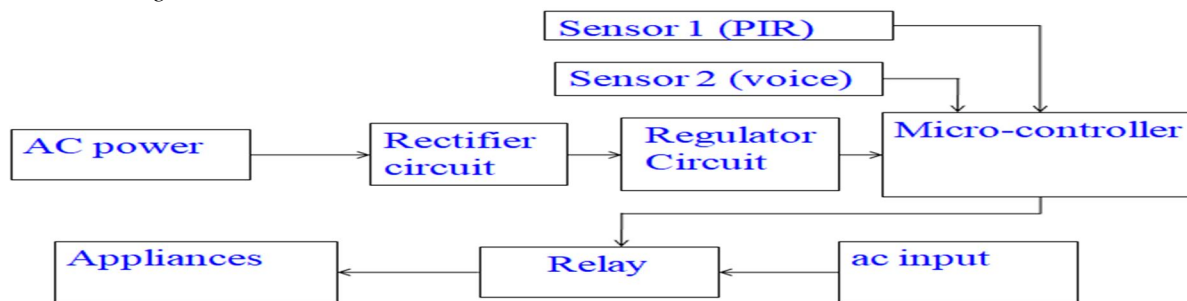 Sensor 1 (PIR)
Sensor 2 (voice)
AC power
Rectifier
circuit
Regulator
Circuit
Micro-controller
Appliances
Relay
ac input